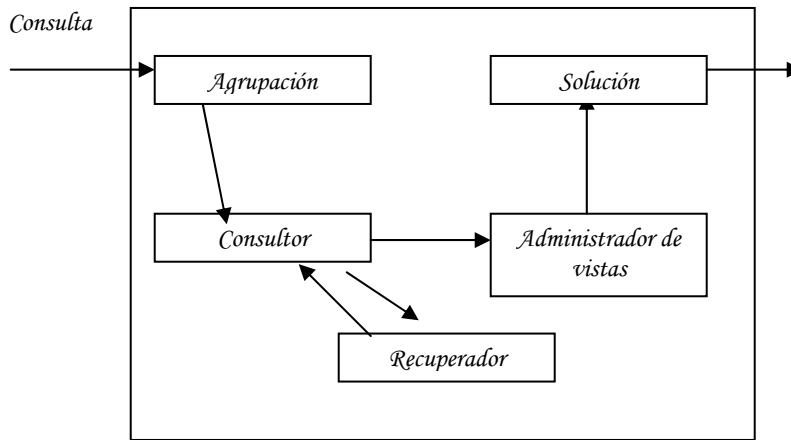 Consulta
Agrupación
Solución
Consultor
Administrador de
vistas
Recuperador